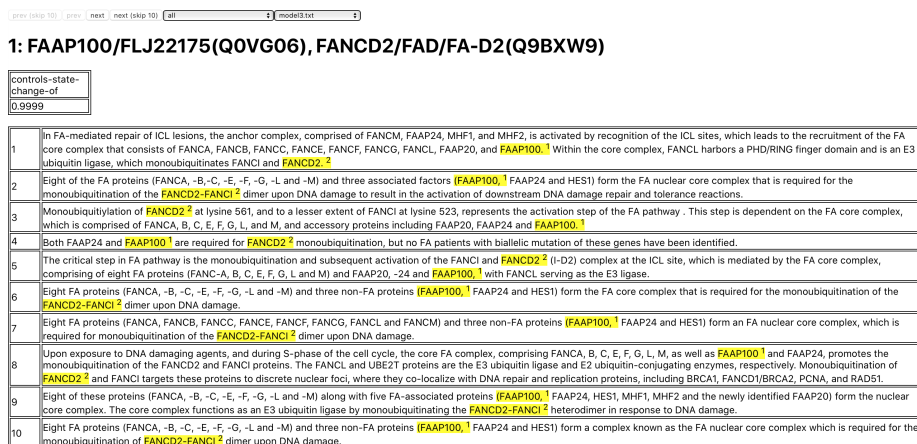 prev (skip 10) prev next next (skip 10) all model3.txt
1: FAAP100/FLJ22175(Q0VG06), FANCD2/FAD/FA-D2(Q9BXW9)
controls-state-
change-of
0.9999
1 In FA-mediated repair of ICL lesions, the anchor complex, comprised of FANCM, FAAP24, MHF1, and MHF2, is activated by recognition of the ICL sites, which leads to the recruitment of the FA
core complex that consists of FANCA, FANCB, FANCC, FANCE, FANCF, FANCG, FANCL, FAAP20, and FAAP100. 1 Within the core complex, FANCL harbors a PHD/RING finger domain and is an E3
ubiquitin ligase, which monoubiquitinates FANCI and FANCD2. 2
2 Eight of the FA proteins (FANCA, -B,-C, -E, -F, -G, -L and -M) and three associated factors (FAAP100, 1 FAAP24 and HES1) form the FA nuclear core complex that is required for the
monoubiquitination of the FANCD2-FANCI 2 dimer upon DNA damage to result in the activation of downstream DNA damage repair and tolerance reactions.
3 Monoubiquitiylation of FANCD2 2 at lysine 561, and to a lesser extent of FANCI at lysine 523, represents the activation step of the FA pathway . This step is dependent on the FA core complex,
which is comprised of FANCA, B, C, E, F, G, L, and M, and accessory proteins including FAAP20, FAAP24 and FAAP100. 1
4 Both FAAP24 and FAAP100 1 are required for FANCD2 2 monoubiquitination, but no FA patients with biallelic mutation of these genes have been identified.
5 The critical step in FA pathway is the monoubiquitination and subsequent activation of the FANCI and FANCD2 2 (I-D2) complex at the ICL site, which is mediated by the FA core complex,
comprising of eight FA proteins (FANC-A, B, C, E, F, G L and M) and FAAP20, -24 and FAAP100, 1 with FANCL serving as the E3 ligase.
6 Eight FA proteins (FANCA, -B, -C, -E, -F, -G, -L and -M) and three non-FA proteins (FAAP100, 1 FAAP24 and HES1) form the FA core complex that is required for the monoubiquitination of the
FANCD2-FANCI 2 dimer upon DNA damage.
7 Eight FA proteins (FANCA, FANCB, FANCC, FANCE, FANCF, FANCG, FANCL and FANCM) and three non-FA proteins (FAAP100, 1 FAAP24 and HES1) form an FA nuclear core complex, which is
required for monoubiquitination of the FANCD2-FANCI 2 dimer upon DNA damage.
8 Upon exposure to DNA damaging agents, and during S-phase of the cell cycle, the core FA complex, comprising FANCA, B, C, E, F, G, L, M, as well as FAAP100 1 and FAAP24, promotes the
monoubiquitination of the FANCD2 and FANCI proteins. The FANCL and UBE2T proteins are the E3 ubiquitin ligase and E2 ubiquitin-conjugating enzymes, respectively. Monoubiquitination of
FANCD2 2 and FANCI targets these proteins to discrete nuclear foci, where they co-localize with DNA repair and replication proteins, including BRCA1, FANCD1/BRCA2, PCNA, and RAD51.
9 Eight of these proteins (FANCA, -B, -C, -E, -F, -G, -L and -M) along with five FA-associated proteins (FAAP100, 1 FAAP24, HES1, MHF1, MHF2 and the newly identified FAAP20) form the nuclear
core complex. The core complex functions as an E3 ubiquitin ligase by monoubiquitinating the FANCD2-FANCI 2 heterodimer in response to DNA damage.
10 Eight FA proteins (FANCA, -B, -C, -E, -F, -G, -L and -M) and three non-FA proteins (FAAP100, 1 FAAP24 and HES1) form a complex known as the FA nuclear core complex which is required for the
monoubiquitination of FANCD2-FANCI 2 dimer upon DNA damage.